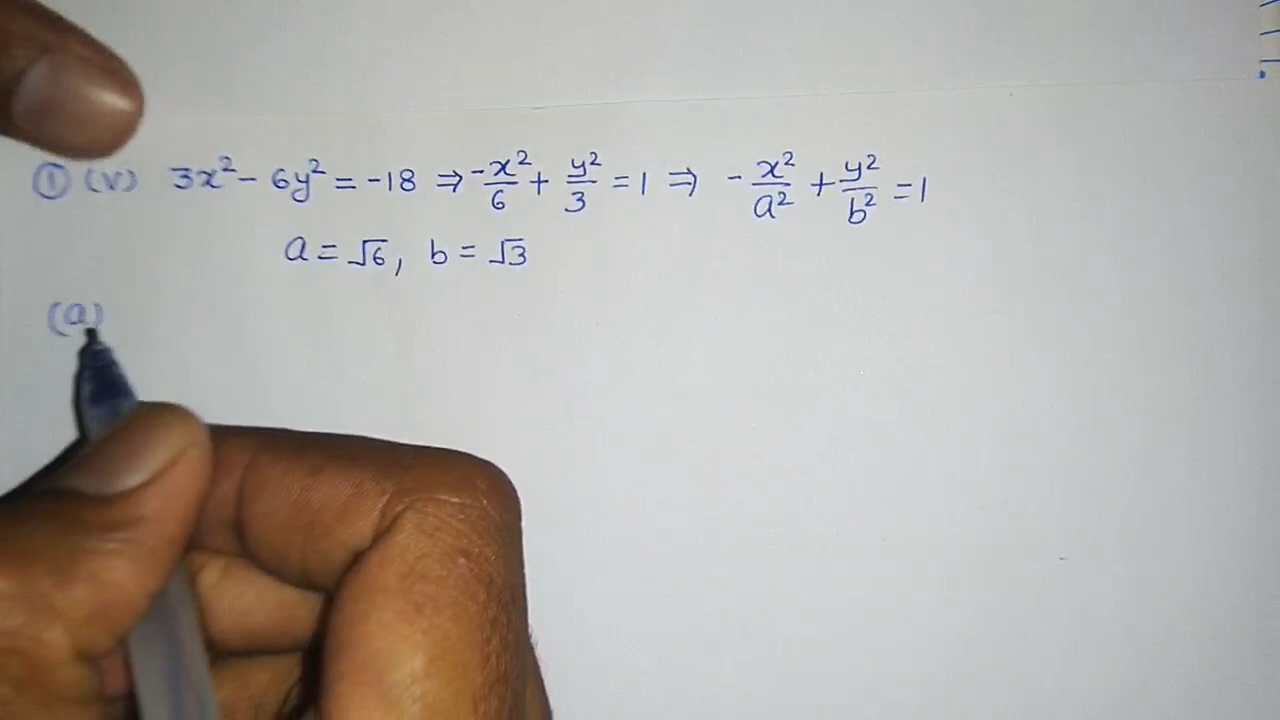 ① (v) 3x² - 6y² = -18 ⇒ -x²/6 + y²/3 = 1 ⇒ -x²/a² + y²/b² = 1
a = √6, b = √3
(a)